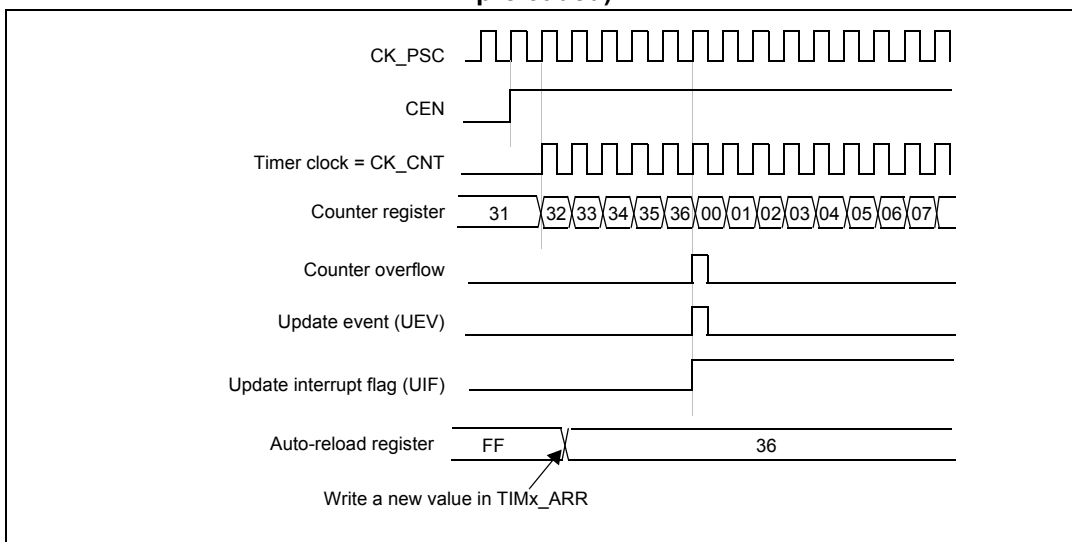 CK_PSC
CEN
Timer clock = CK_CNT
Counter register 31 32 33 34 35 36 00 01 02 03 04 05 06 07
Counter overflow
Update event (UEV)
Update interrupt flag (UIF)
Auto-reload register FF 36
Write a new value in TIMx_ARR